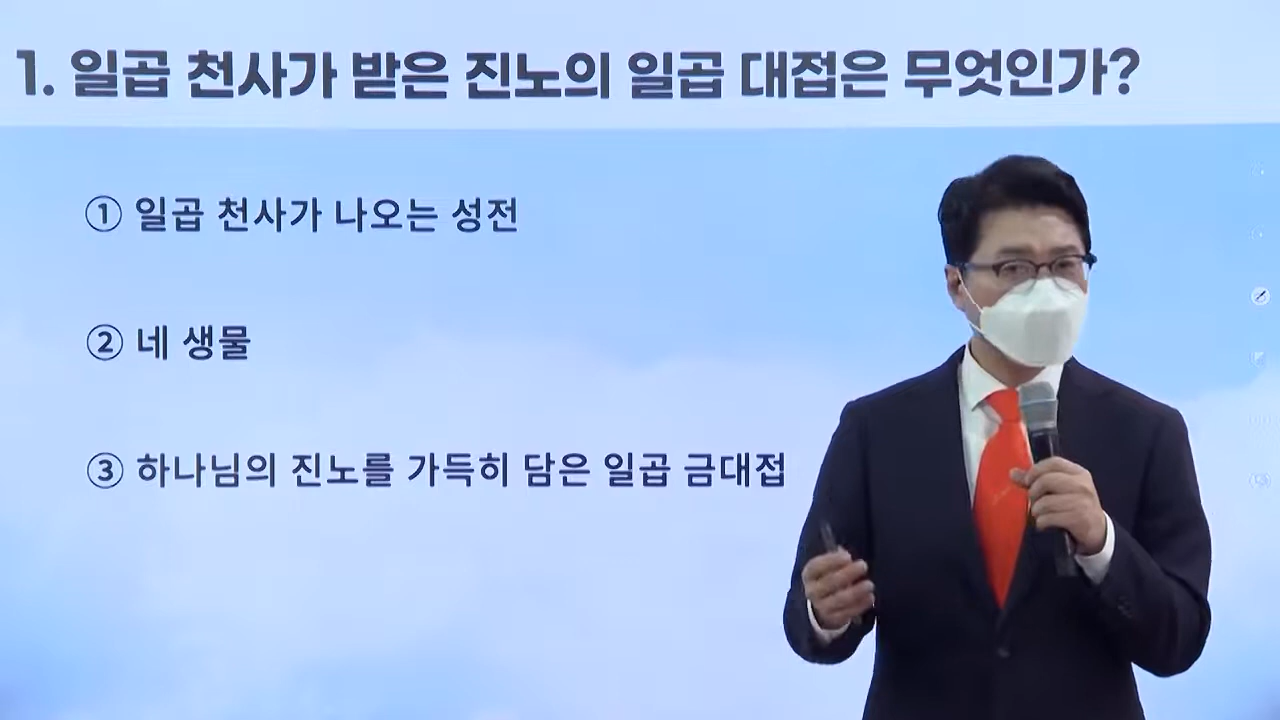 1. 일곱 천사가 받은 진노의 일곱 대접은 무엇인가?
① 일곱 천사가 나오는 성전
② 네 생물
③ 하나님의 진노를 가득히 담은 일곱 금대접